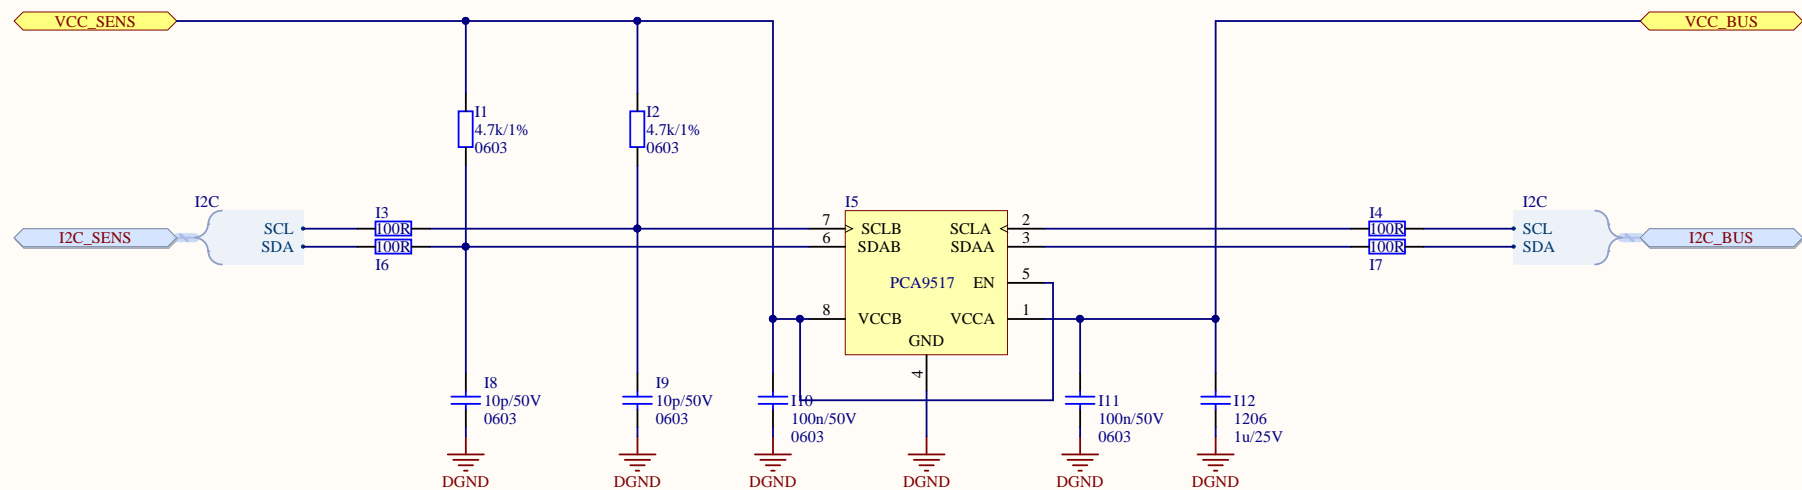 VCC_SENS
VCC_BUS
I1
4.7k/1%
0603
I2
4.7k/1%
0603
I2C
I2C_SENS
SCL
SDA
I3
100R
100R
I6
I5
7
SCLB
SCLA
2
6
SDAB
SDAA
3
PCA9517
EN
5
8
VCCB
VCCA
1
GND
4
I4
100R
100R
I7
I2C
SCL
SDA
I2C_BUS
I8
10p/50V
0603
I9
10p/50V
0603
I10
100n/50V
0603
I11
100n/50V
0603
I12
1206
1u/25V
DGND
DGND
DGND
DGND
DGND
DGND